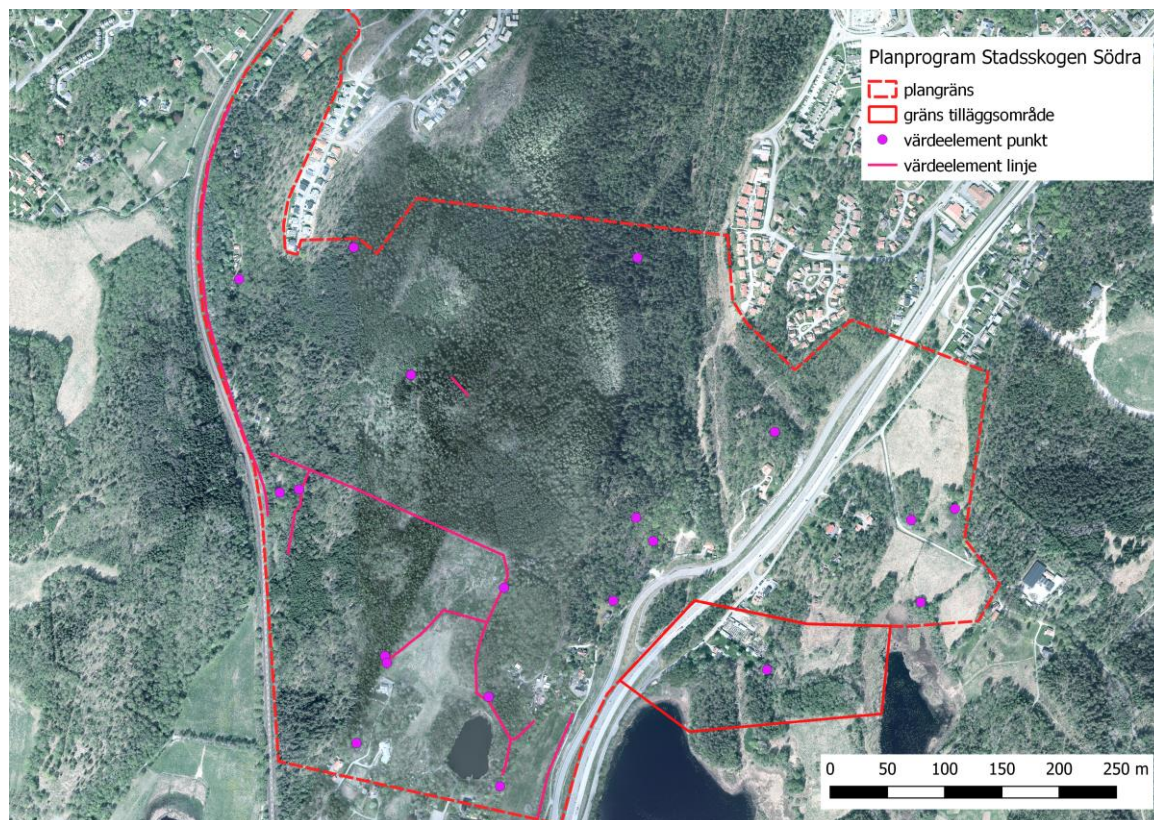 Planprogram Stadsskogen Södra
plangräns
gräns tilläggsområde
värdeelement punkt
värdeelement linje
0 50 100 150 200 250 m